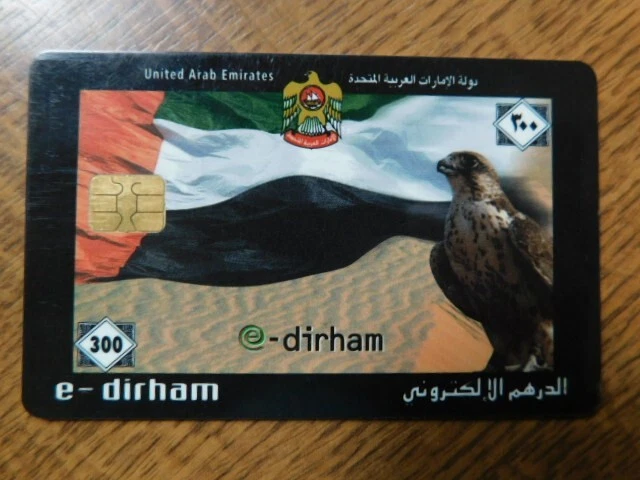 United Arab Emirates
دولة الإمارات العربية المتحدة
٣٠٠
e-dirham
300
e-dirham
الدرهم الإلكتروني